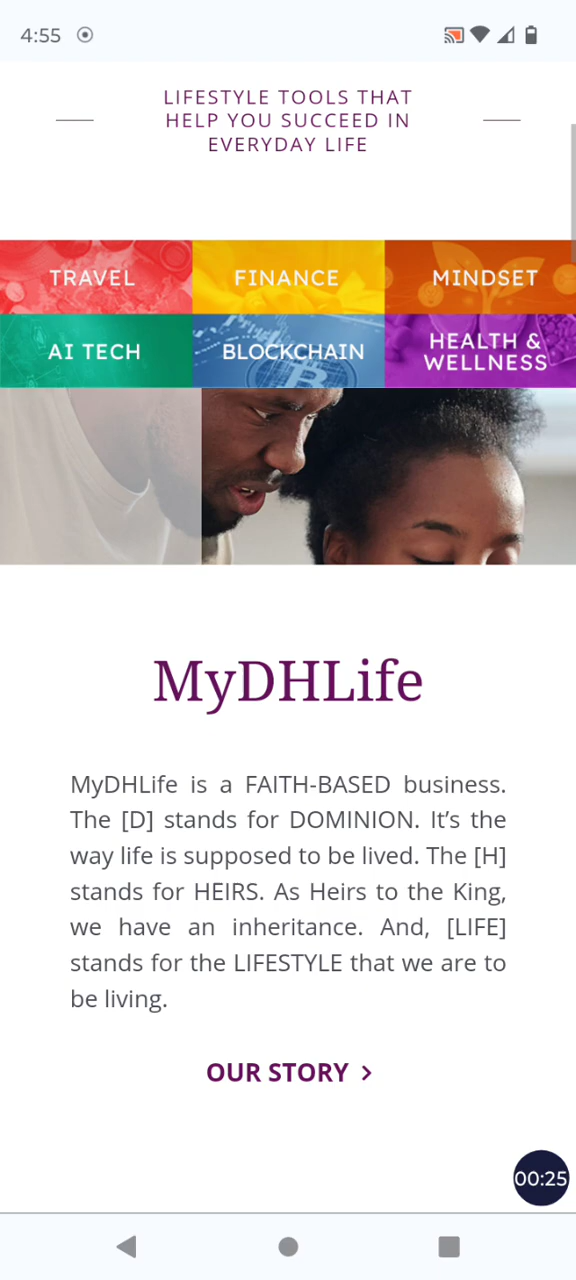 4:55
LIFESTYLE TOOLS THAT
HELP YOU SUCCEED IN
EVERYDAY LIFE
TRAVEL
FINANCE
MINDSET
AI TECH
BLOCKCHAIN
HEALTH &
WELLNESS
MyDHLife
MyDHLife is a FAITH-BASED business.
The [D] stands for DOMINION. It’s the
way life is supposed to be lived. The [H]
stands for HEIRS. As Heirs to the King,
we have an inheritance. And, [LIFE]
stands for the LIFESTYLE that we are to
be living.
OUR STORY >
00:25